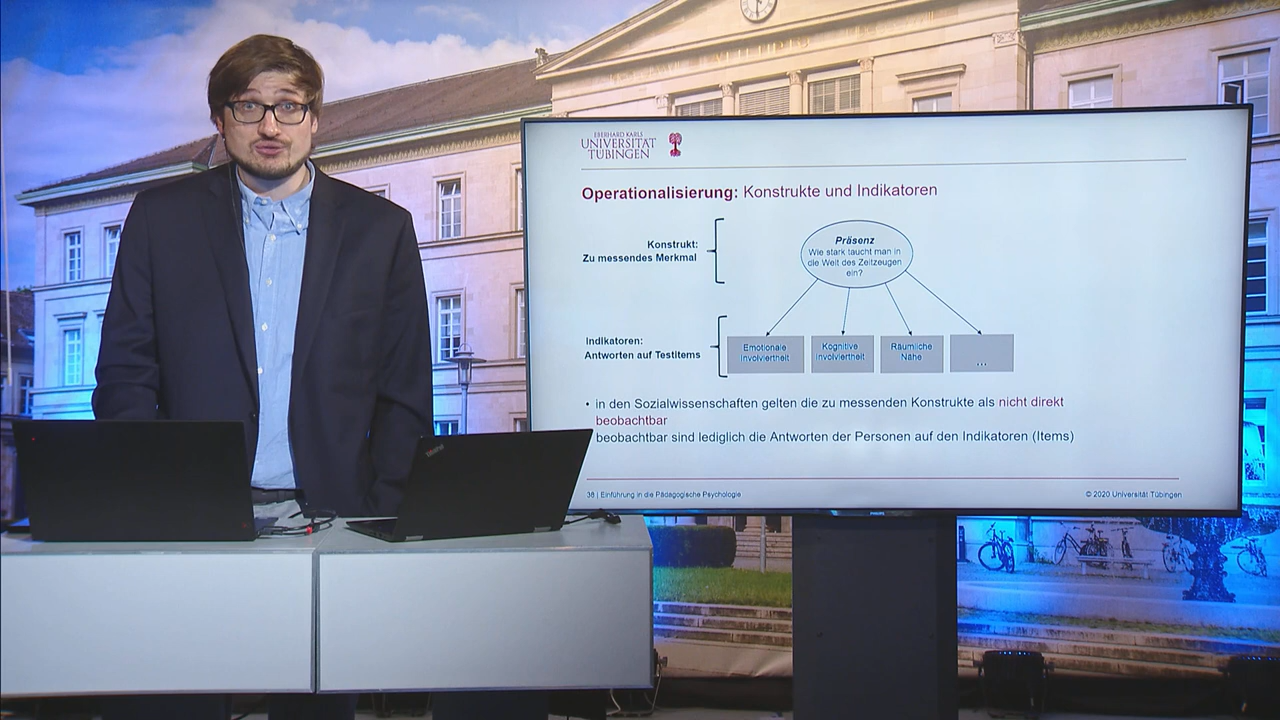 EBERHARD KARLS
UNIVERSITÄT
TÜBINGEN
Operationalisierung: Konstrukte und Indikatoren
Konstrukt:
Zu messendes Merkmal
Präsenz
Wie stark taucht man in
die Welt des Zeitzeugen
ein?
Indikatoren:
Antworten auf Testitems
Emotionale
Involviertheit
Kognitive
Involviertheit
Räumliche
Nähe
...
• in den Sozialwissenschaften gelten die zu messenden Konstrukte als nicht direkt
beobachtbar
beobachtbar sind lediglich die Antworten der Personen auf den Indikatoren (Items)
38 | Einführung in die Pädagogische Psychologie
© 2020 Universität Tübingen
ThinkPad
PHILIPS